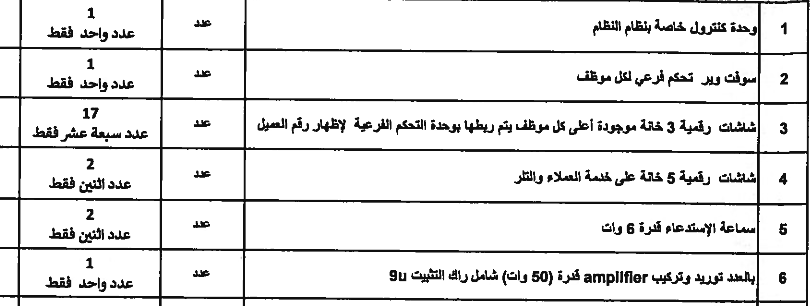 1 وحدة كنترول خاصة بنظام النظام عدد 1
عدد واحد فقط
2 سوفت وير تحكم فرعي لكل موظف عدد 1
عدد واحد فقط
3 شاشات رقمية 3 خانة موجودة أعلى كل موظف يتم ربطها بوحدة التحكم الفرعية لإظهار رقم العميل عدد 17
عدد سبعة عشر فقط
4 شاشات رقمية 5 خانة على خدمة العملاء والتلر عدد 2
عدد اثنين فقط
5 سماعة الإستدعاء قدرة 6 وات عدد 2
عدد اثنين فقط
6 بالعدد توريد وتركيب amplifier قدرة (50 وات) شامل راك التثبيت 9u عدد 1
عدد واحد فقط